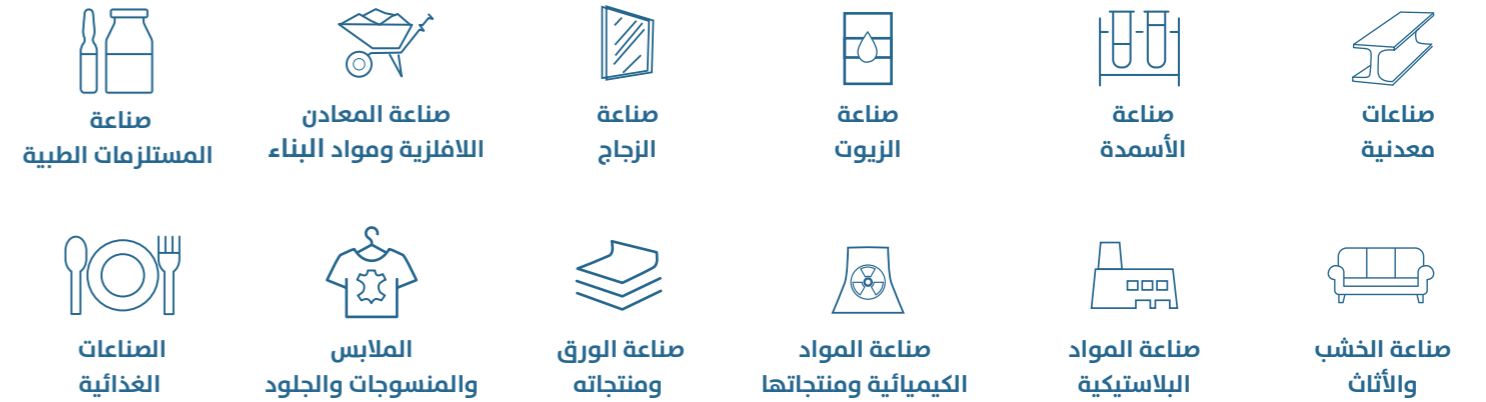 صناعات
معدنية
صناعة
الأسمدة
صناعة
الزيوت
صناعة
الزجاج
صناعة المعادن
اللافلزية ومواد البناء
صناعة
المستلزمات الطبية
صناعة الخشب
والأثاث
صناعة المواد
البلاستيكية
صناعة المواد
الكيميائية ومنتجاتها
صناعة الورق
ومنتجاته
الملابس
والمنسوجات والجلود
الصناعات
الغذائية